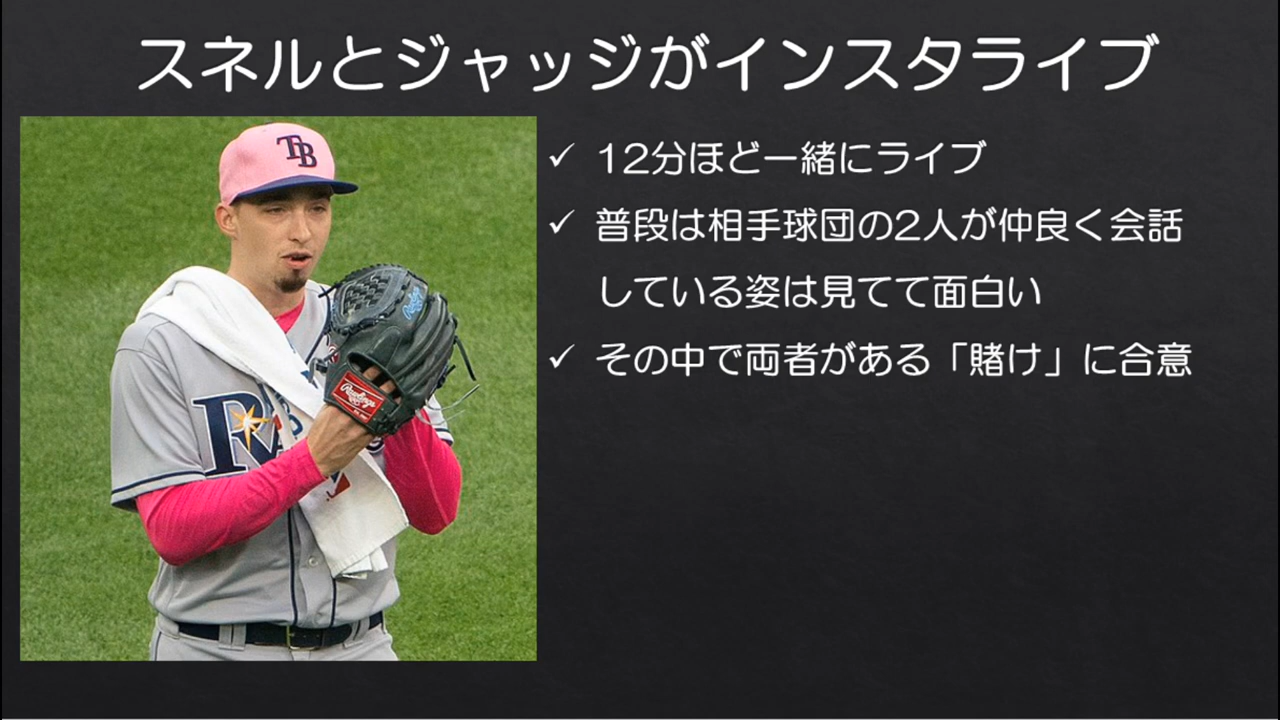 スネルとジャッジがインスタライブ
✓ 12分ほど一緒にライブ
✓ 普段は相手球団の2人が仲良く会話
している姿は見てて面白い
✓ その中で両者がある「賭け」に合意
TB
Rawlings